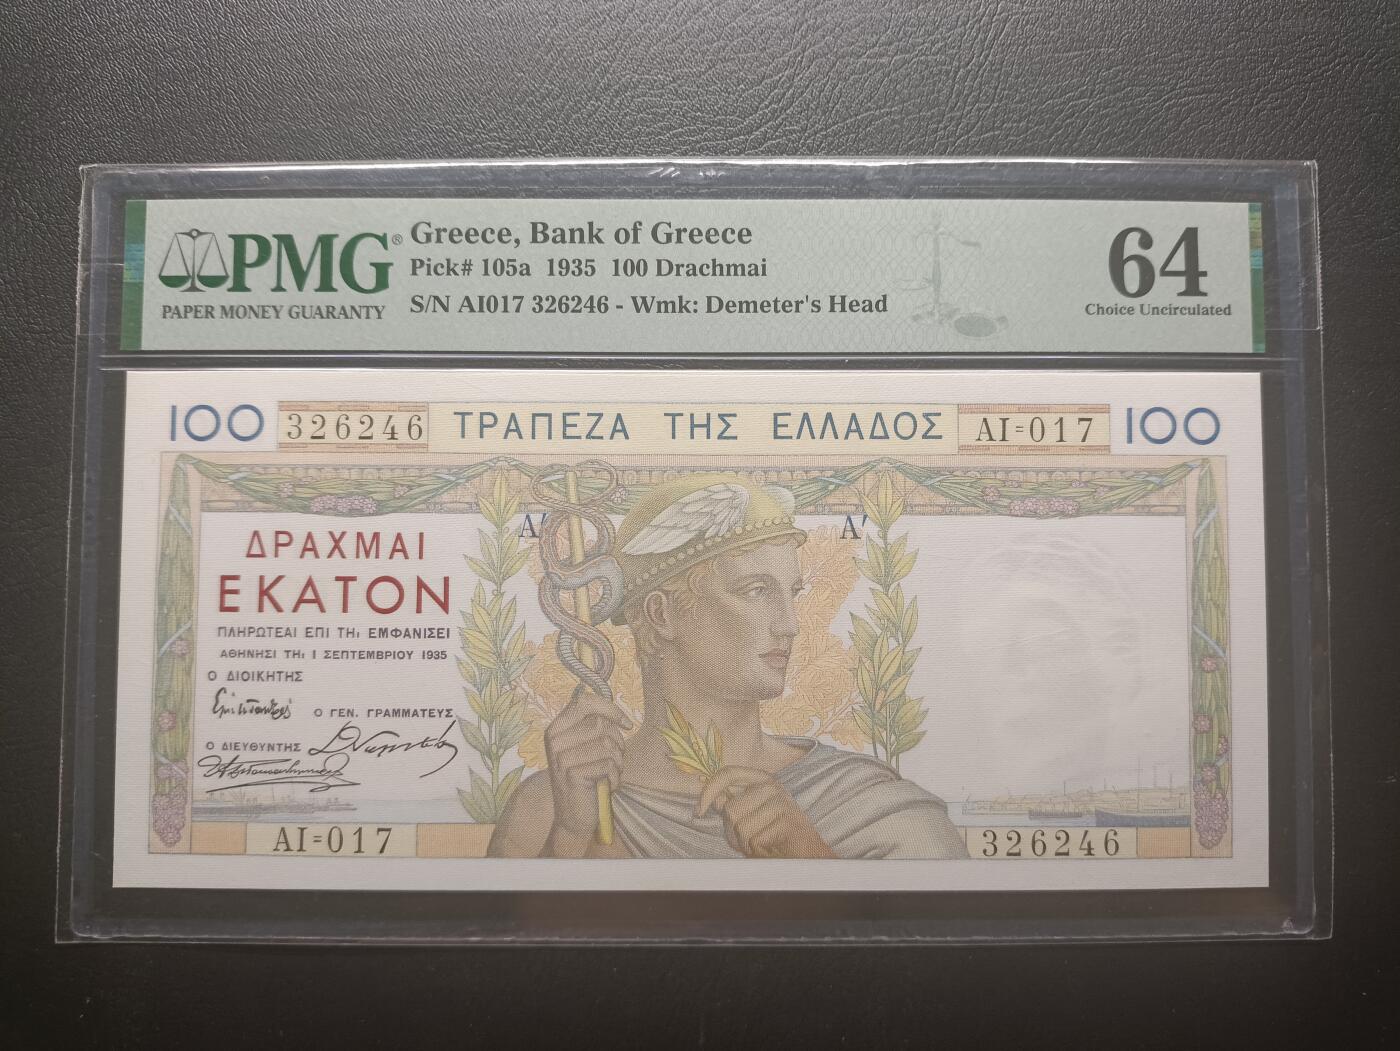 PMG®
PAPER MONEY GUARANTY
Greece, Bank of Greece
Pick# 105a 1935 100 Drachmai
S/N AI017 326246 - Wmk: Demeter's Head
64
Choice Uncirculated
100 326246 ΤΡΑΠΕΖΑ ΤΗΣ ΕΛΛΑΔΟΣ ΑΙ=017 100
Α' Α'
ΔΡΑΧΜΑΙ
ΕΚΑΤΟΝ
ΠΛΗΡΩΤΕΑΙ ΕΠΙ ΤΗι ΕΜΦΑΝΙΣΕΙ
ΑΘΗΝΗΣΙ ΤΗι 1 ΣΕΠΤΕΜΒΡΙΟΥ 1935
Ο ΔΙΟΙΚΗΤΗΣ
Ο ΓΕΝ. ΓΡΑΜΜΑΤΕΥΣ
Ο ΔΙΕΥΘΥΝΤΗΣ
ΑΙ=017 326246